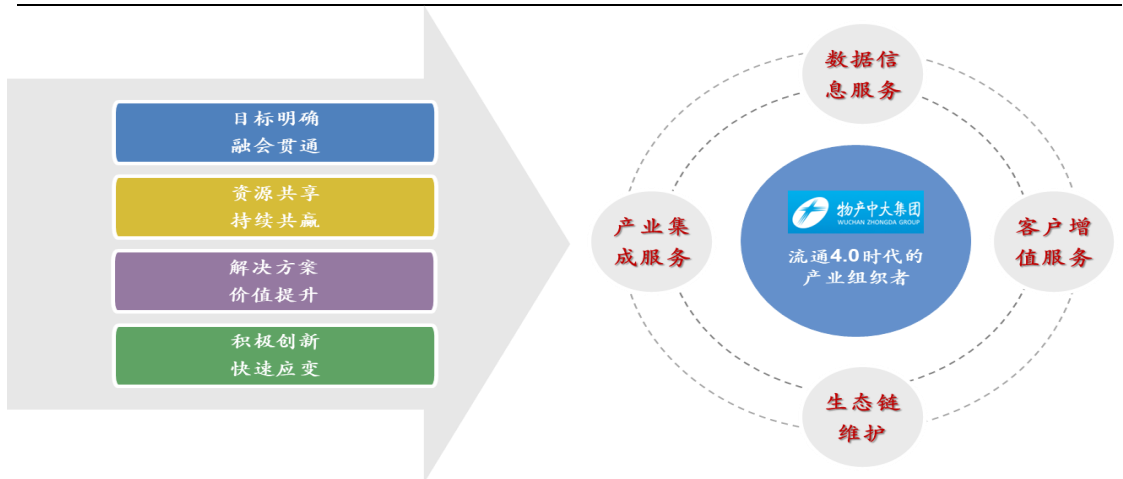 目标明确
融会贯通
资源共享
持续共赢
解决方案
价值提升
积极创新
快速应变
数据信
息服务
产业集
成服务
物产中大集团
WUCHAN ZHONGDA GROUP
流通4.0时代的
产业组织者
客户增
值服务
生态链
维护